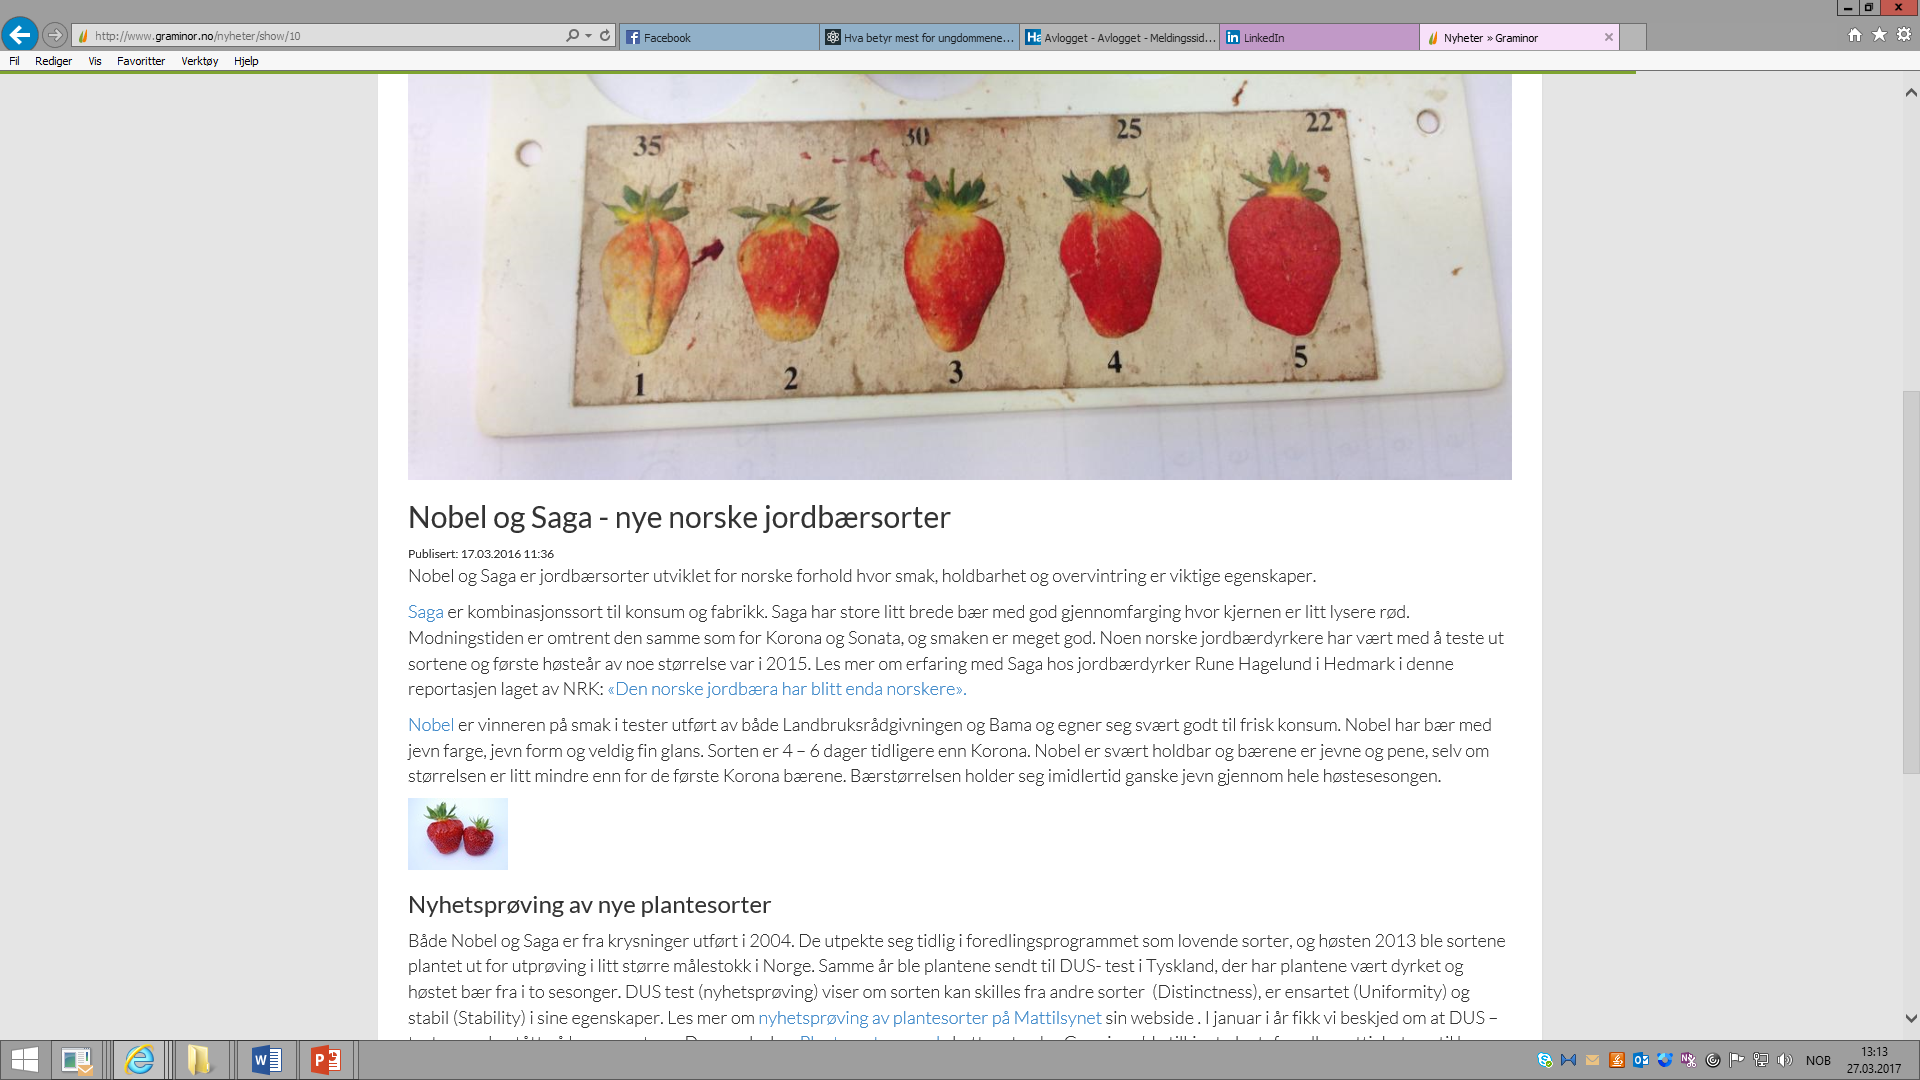 http://www.graminor.no/nyheter/show/10
Facebook
Hva betyr mest for ungdommene...
Avlogget - Avlogget - Meldingssid...
LinkedIn
Nyheter » Graminor
Fil Rediger Vis Favoritter Verktøy Hjelp
35 30 25 22
1 2 3 4 5
Nobel og Saga - nye norske jordbærsorter
Publisert: 17.03.2016 11:36
Nobel og Saga er jordbærsorter utviklet for norske forhold hvor smak, holdbarhet og overvintring er viktige egenskaper.
Saga er kombinasjonssort til konsum og fabrikk. Saga har store litt brede bær med god gjennomfarging hvor kjernen er litt lysere rød.
Modningstiden er omtrent den samme som for Korona og Sonata, og smaken er meget god. Noen norske jordbærdyrkere har vært med å teste ut
sortene og første høsteår av noe størrelse var i 2015. Les mer om erfaring med Saga hos jordbærdyrker Rune Hagelund i Hedmark i denne
reportasjen laget av NRK: «Den norske jordbæra har blitt enda norskere».
Nobel er vinneren på smak i tester utført av både Landbruksrådgivningen og Bama og egner seg svært godt til frisk konsum. Nobel har bær med
jevn farge, jevn form og veldig fin glans. Sorten er 4 – 6 dager tidligere enn Korona. Nobel er svært holdbar og bærene er jevne og pene, selv om
størrelsen er litt mindre enn for de første Korona bærene. Bærstørrelsen holder seg imidlertid ganske jevn gjennom hele høstesesongen.
Nyhetsprøving av nye plantesorter
Både Nobel og Saga er fra krysninger utført i 2004. De utpekte seg tidlig i foredlingsprogrammet som lovende sorter, og høsten 2013 ble sortene
plantet ut for utprøving i litt større målestokk i Norge. Samme år ble plantene sendt til DUS- test i Tyskland, der har plantene vært dyrket og
høstet bær fra i to sesonger. DUS test (nyhetsprøving) viser om sorten kan skilles fra andre sorter (Distinctness), er ensartet (Uniformity) og
stabil (Stability) i sine egenskaper. Les mer om nyhetsprøving av plantesorter på Mattilsynet sin webside . I januar i år fikk vi beskjed om at DUS –
NOB
13:13
27.03.2017